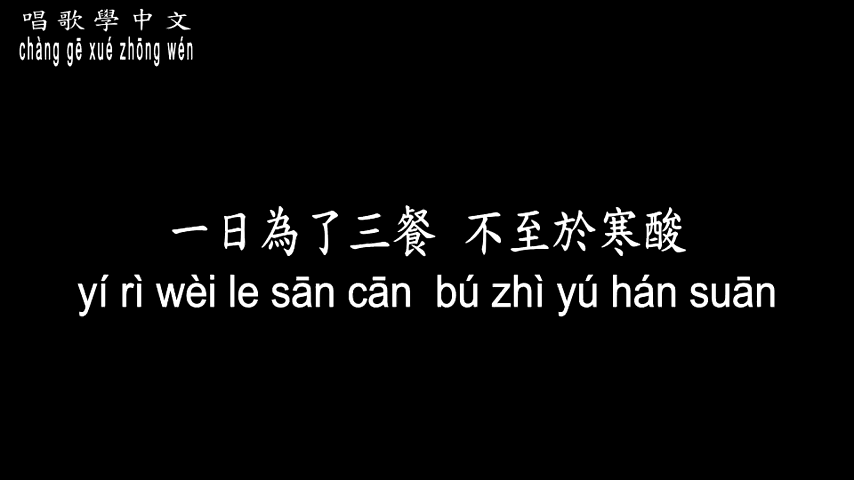 唱歌學中文
chàng gē xué zhōng wén
一日為了三餐 不至於寒酸
yí rì wèi le sān cān bú zhì yú hán suān